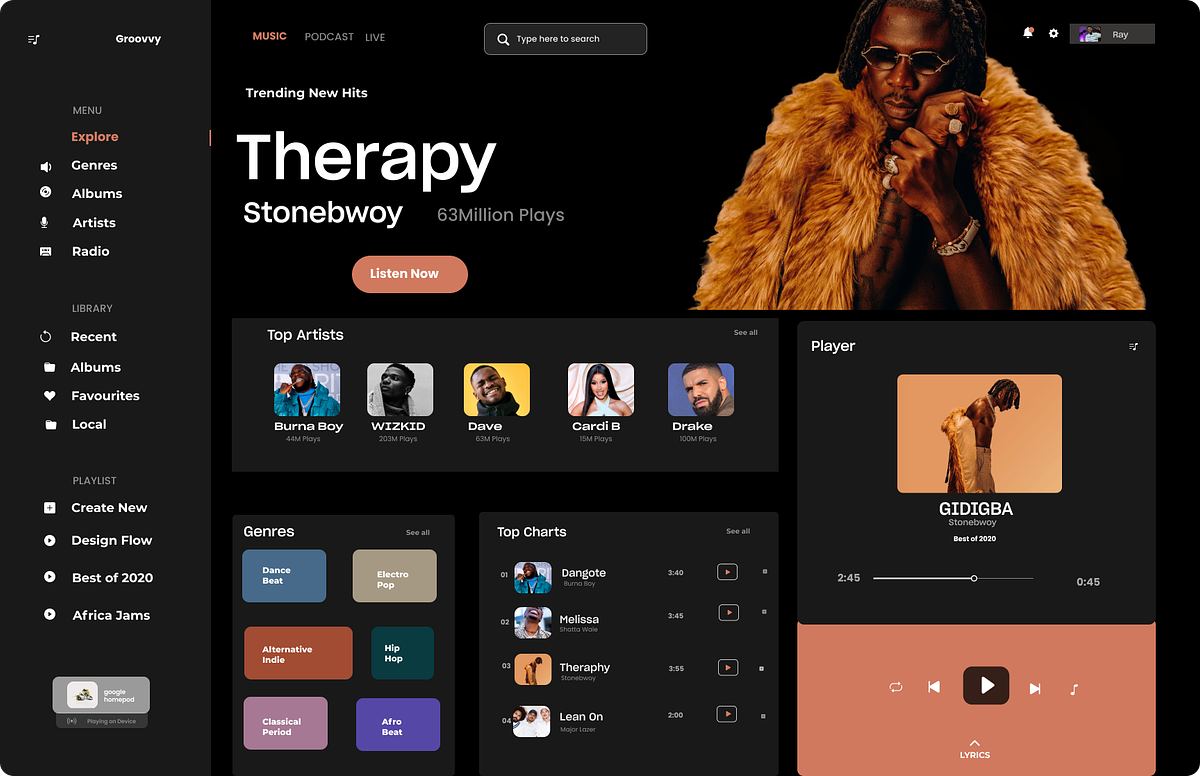 Groovvy
MENU
Explore
Genres
Albums
Artists
Radio
LIBRARY
Recent
Albums
Favourites
Local
PLAYLIST
Create New
Design Flow
Best of 2020
Africa Jams
google
homepod
Playing on Device
MUSIC PODCAST LIVE
Type here to search
Ray
Trending New Hits
Therapy
Stonebwoy 63Million Plays
Listen Now
Top Artists See all
Burna Boy WIZKID Dave Cardi B Drake
44M Plays 203M Plays 63M Plays 15M Plays 100M Plays
Genres See all
Dance
Beat
Electro
Pop
Alternative
Indie
Hip
Hop
Classical
Period
Afro
Beat
Top Charts See all
01 Dangote 3:40
Burna Boy
02 Melissa 3:45
Shatta Wale
03 Theraphy 3:55
Stonebwoy
04 Lean On 2:00
Major Lazer
Player
GIDIGBA
Stonebwoy
Best of 2020
2:45 0:45
LYRICS